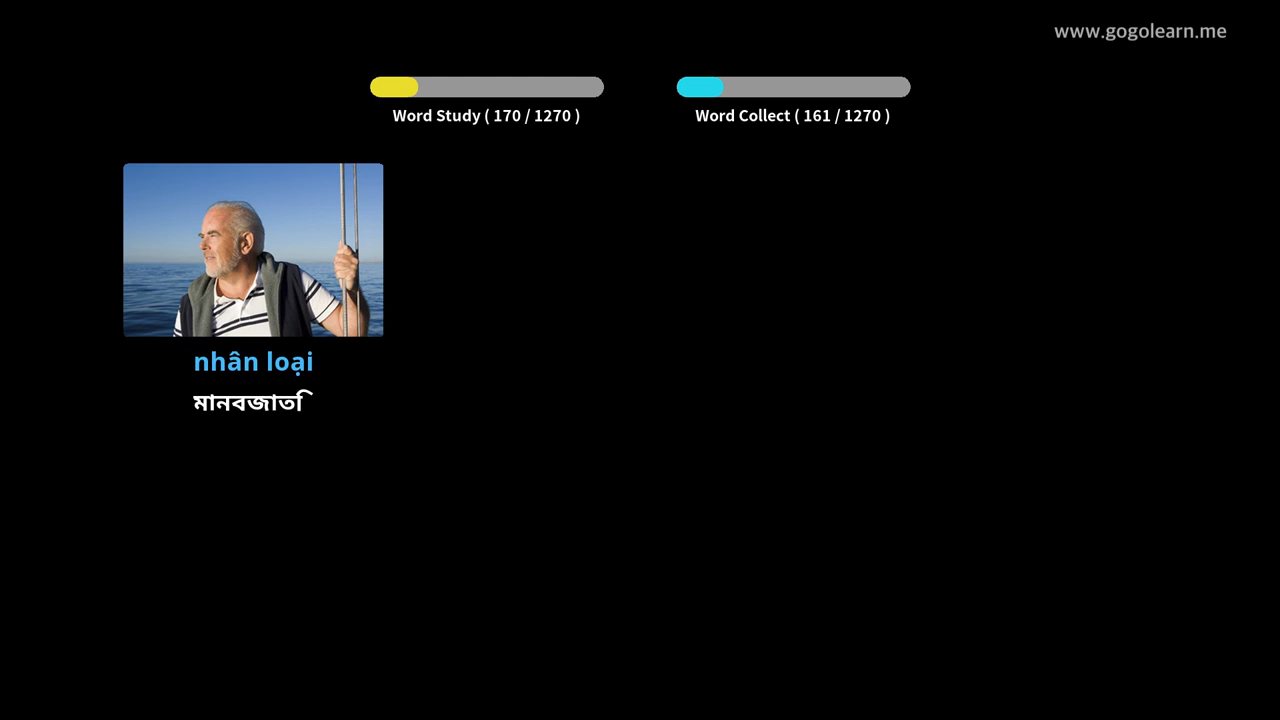 www.gogolearn.me
Word Study ( 170 / 1270 )
Word Collect ( 161 / 1270 )
nhân loại
মানবজাতি